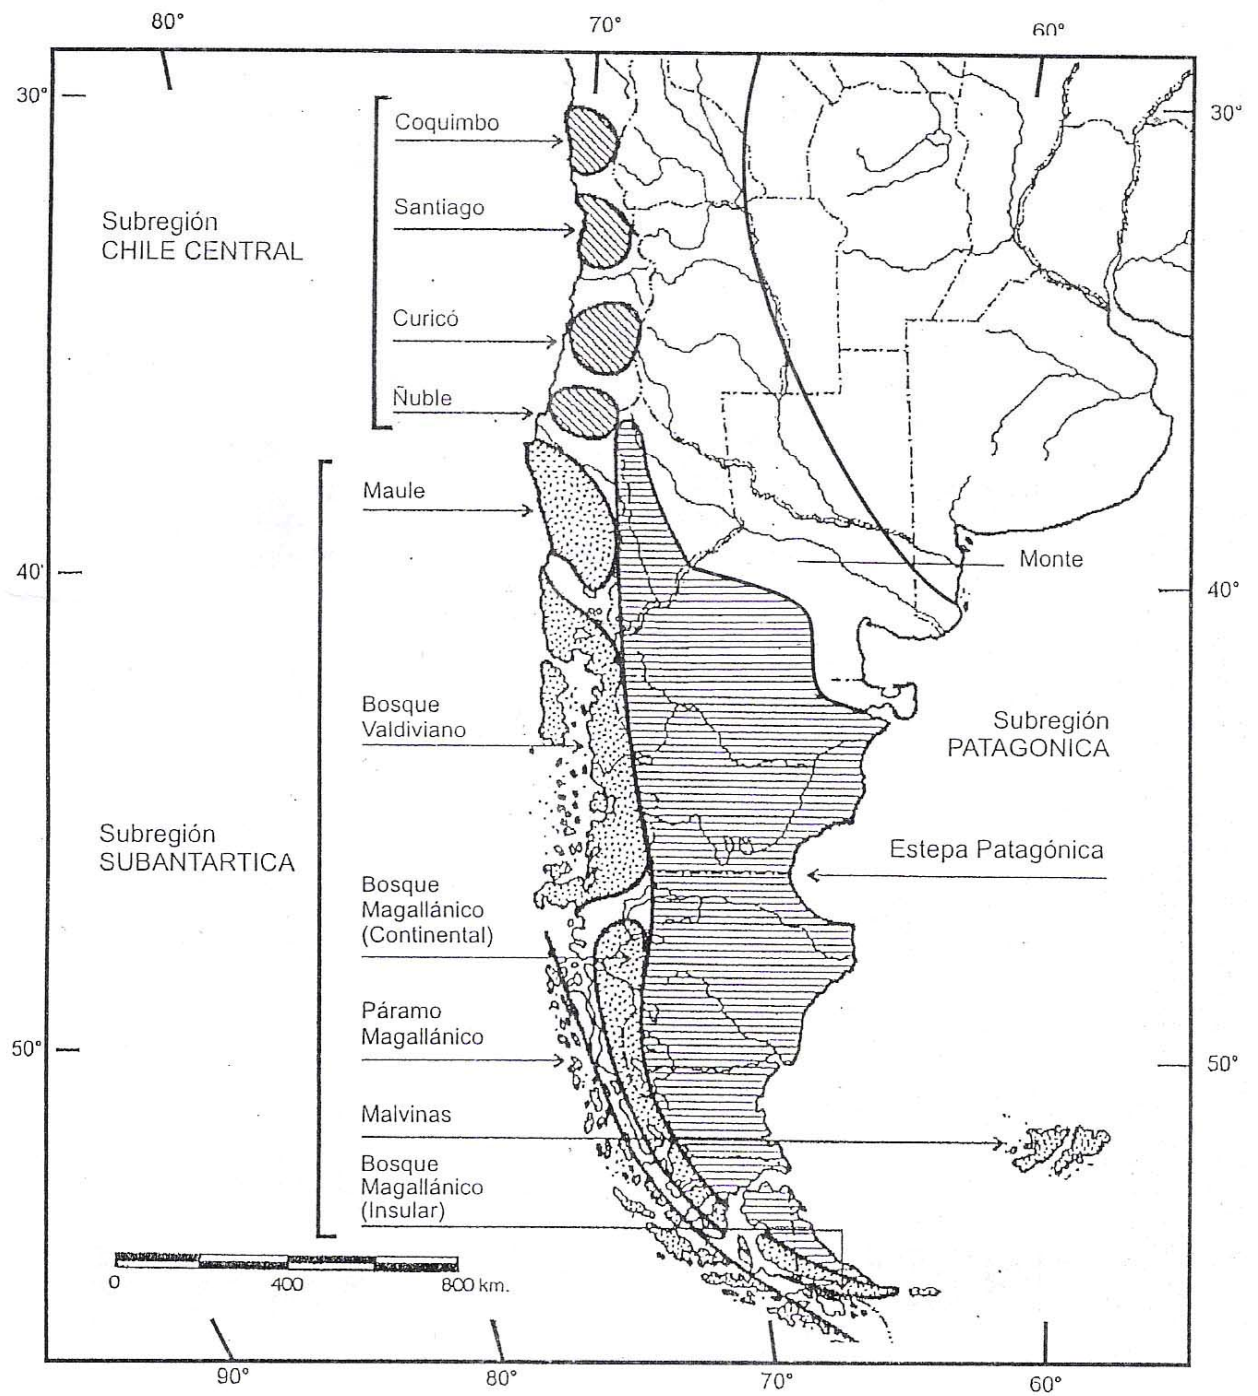 80°
70°
60°
30°
30°
Coquimbo
Santiago
Subregión
CHILE CENTRAL
Curicó
Ñuble
Maule
Monte
40'
40°
Bosque
Valdiviano
Subregión
PATAGONICA
Subregión
SUBANTARTICA
Estepa Patagónica
Bosque
Magallánico
(Continental)
Páramo
Magallánico
50°
50°
Malvinas
Bosque
Magallánico
(Insular)
0 400 800 km.
90°
80°
70°
60°